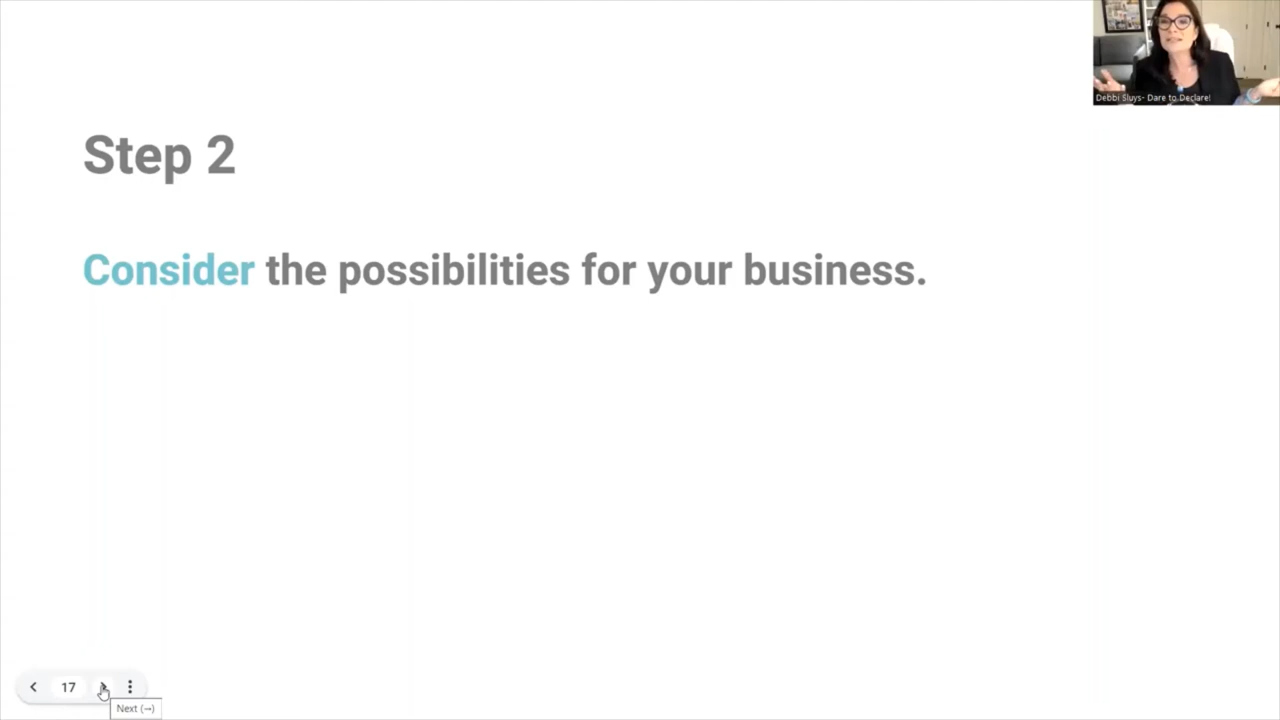 Debbi Sluys- Dare to Declare!
Step 2
Consider the possibilities for your business.
17
Next (→)